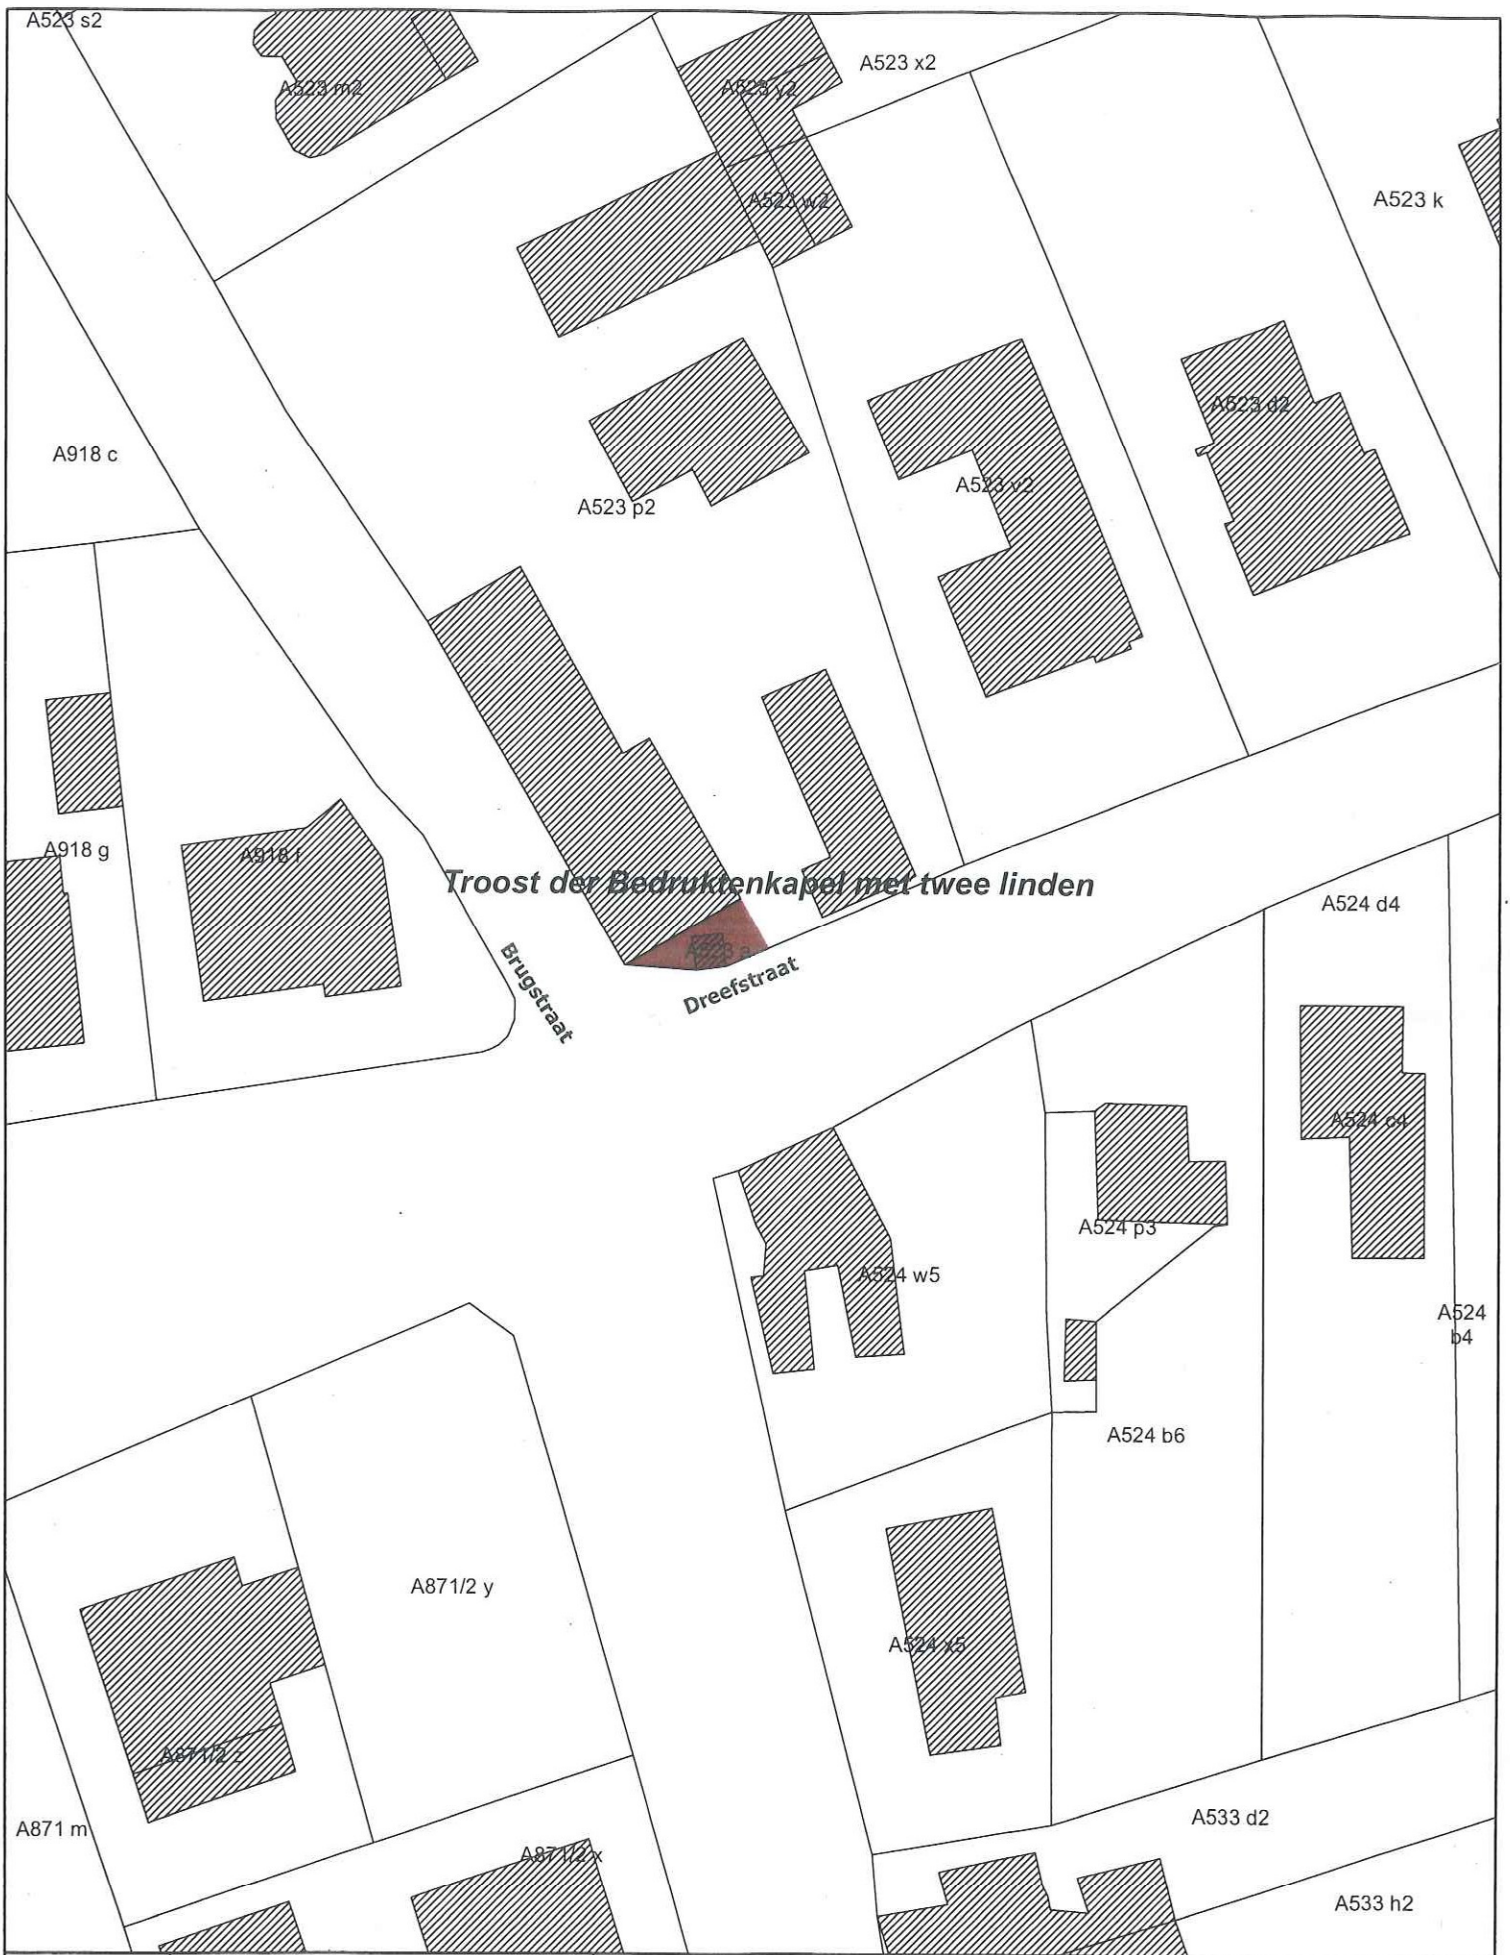 A523 s2
A523 m2
A523 x2
A523 y2
A523 w2
A523 k
A523 d2
A918 c
A523 v2
A523 p2
A918 g
A918 f
Troost der Bedruktenkapel met twee linden
A524 d4
A523 a
Brugstraat
Dreefstraat
A524 c4
A524 p3
A524 w5
A524
b4
A524 b6
A871/2 y
A524 x5
A871/2 z
A871 m
A533 d2
A871/2 x
A533 h2